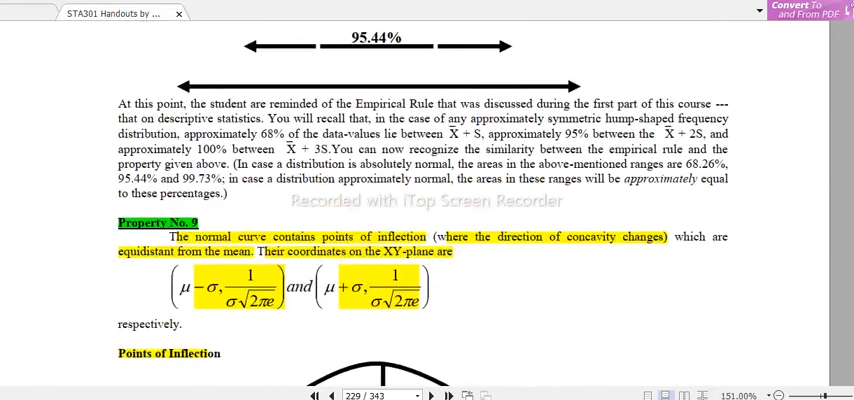 Convert To
and From PDF
STA301 Handouts by ...
95.44%
At this point, the student are reminded of the Empirical Rule that was discussed during the first part of this course ---
that on descriptive statistics. You will recall that, in the case of any approximately symmetric hump-shaped frequency
distribution, approximately 68% of the data-values lie between X̅ + S, approximately 95% between the X̅ + 2S, and
approximately 100% between X̅ + 3S.You can now recognize the similarity between the empirical rule and the
property given above. (In case a distribution is absolutely normal, the areas in the above-mentioned ranges are 68.26%,
95.44% and 99.73%; in case a distribution approximately normal, the areas in these ranges will be approximately equal
to these percentages.)
Recorded with iTop Screen Recorder
Property No. 9
The normal curve contains points of inflection (where the direction of concavity changes) which are
equidistant from the mean. Their coordinates on the XY-plane are
(μ − σ, 1/(σ√2πe)) and (μ + σ, 1/(σ√2πe))
respectively.
Points of Inflection
229 / 343
151.00%